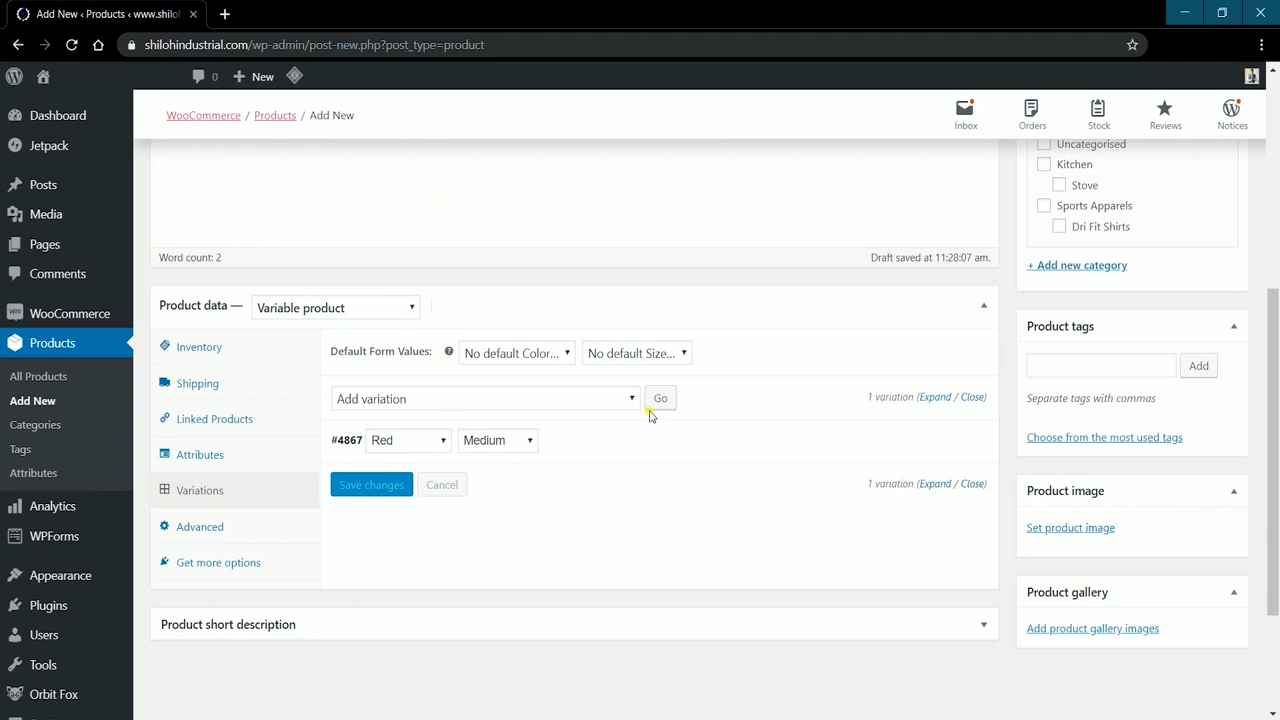 Add New ‹ Products ‹ www.shilo
shilohindustrial.com/wp-admin/post-new.php?post_type=product
0
New
Dashboard
Jetpack
Posts
Media
Pages
Comments
WooCommerce
Products
All Products
Add New
Categories
Tags
Attributes
Analytics
WPForms
Appearance
Plugins
Users
Tools
Orbit Fox
WooCommerce / Products / Add New
Inbox
Orders
Stock
Reviews
Notices
Word count: 2
Draft saved at 11:28:07 am.
Product data — Variable product
Inventory
Shipping
Linked Products
Attributes
Variations
Advanced
Get more options
Default Form Values: No default Color... No default Size...
Add variation Go 1 variation (Expand / Close)
#4867 Red Medium
Save changes Cancel 1 variation (Expand / Close)
Product short description
Uncategorised
Kitchen
Stove
Sports Apparels
Dri Fit Shirts
+ Add new category
Product tags
Add
Separate tags with commas
Choose from the most used tags
Product image
Set product image
Product gallery
Add product gallery images